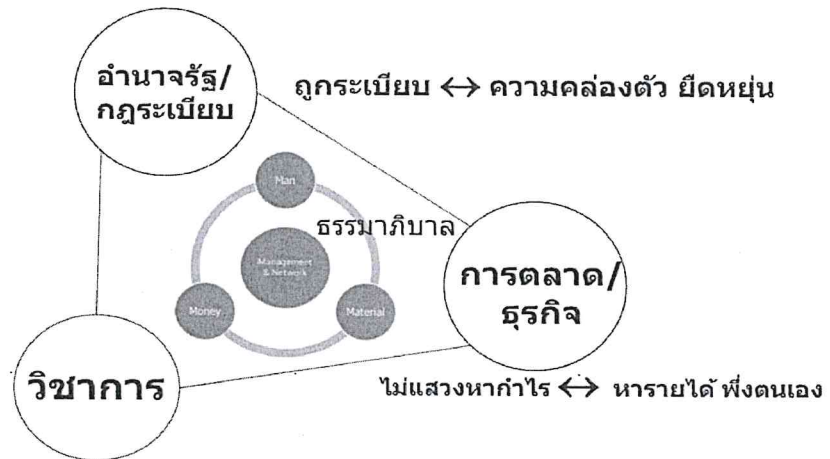 อำนาจรัฐ/
กฎระเบียบ
ถูกระเบียบ ↔ ความคล่องตัว ยืดหยุ่น
Man
ธรรมาภิบาล
Management
& Network
การตลาด/
ธุรกิจ
Money
Material
วิชาการ
ไม่แสวงหากำไร ↔ หารายได้ พึ่งตนเอง